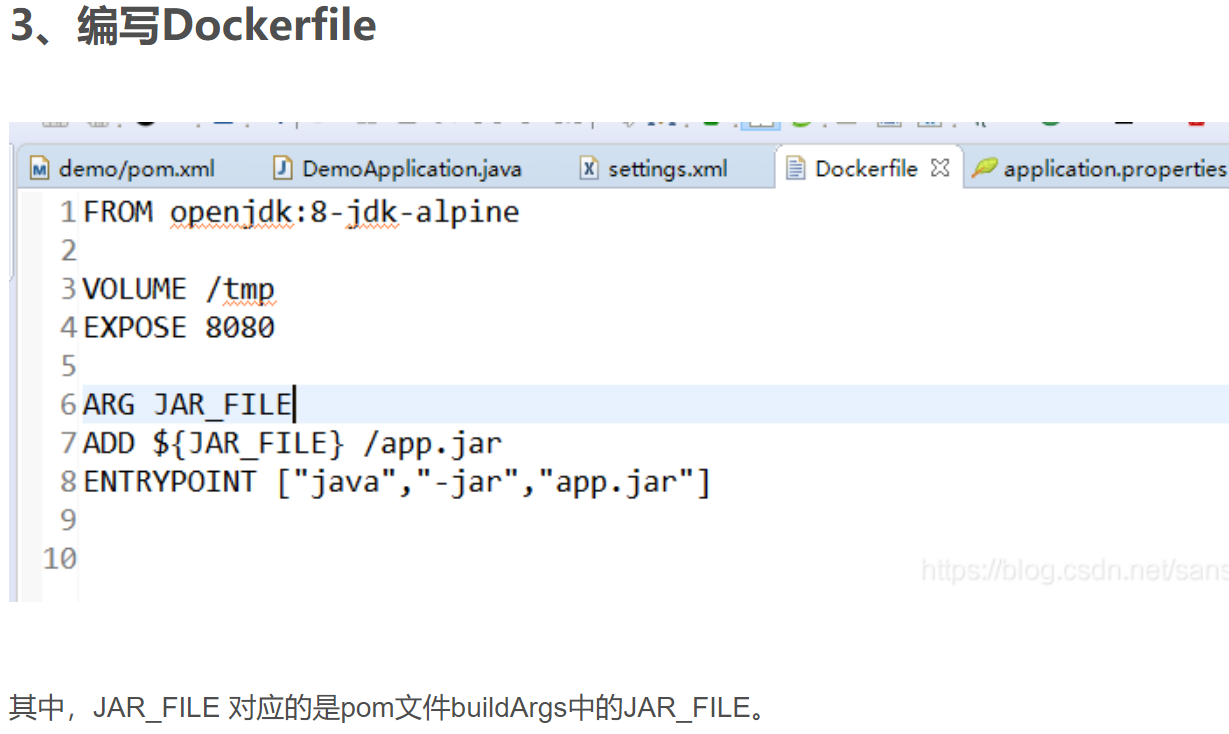 3、编写Dockerfile
demo/pom.xml DemoApplication.java settings.xml Dockerfile application.properties
1 FROM openjdk:8-jdk-alpine
2
3 VOLUME /tmp
4 EXPOSE 8080
5
6 ARG JAR_FILE
7 ADD ${JAR_FILE} /app.jar
8 ENTRYPOINT ["java","-jar","app.jar"]
9
10
https://blog.csdn.net/sans
其中，JAR_FILE 对应的是pom文件buildArgs中的JAR_FILE。